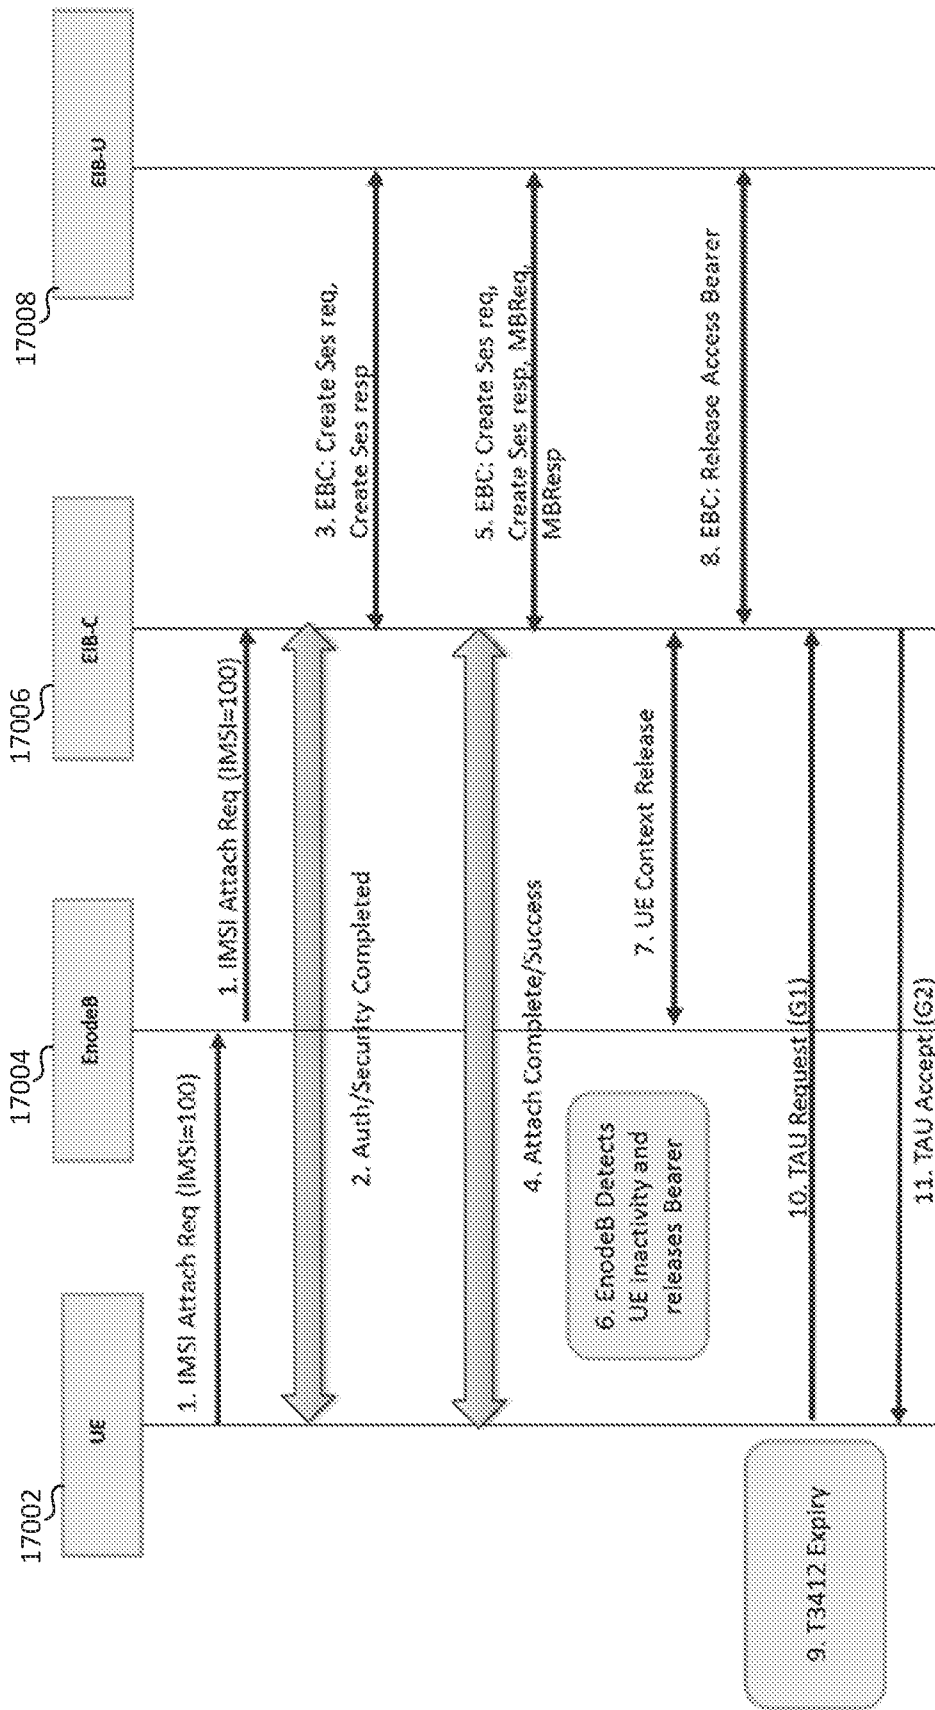 17002
17004
17006
17008
UE
EnodeB
EIB-C
EIB-U
1. IMSI Attach Req (IMSI=100)
1. IMSI Attach Req (IMSI=100)
2. Auth/Security Completed
3. EBC: Create Ses req,
Create Ses resp
4. Attach Complete/Success
5. EBC: Create Ses req,
Create Ses resp, MBReq,
MBResp
6. EnodeB Detects
UE inactivity and
releases Bearer
7. UE Context Release
8. EBC: Release Access Bearer
9. T3412 Expiry
10. TAU Request(G1)
11. TAU Accept(G2)